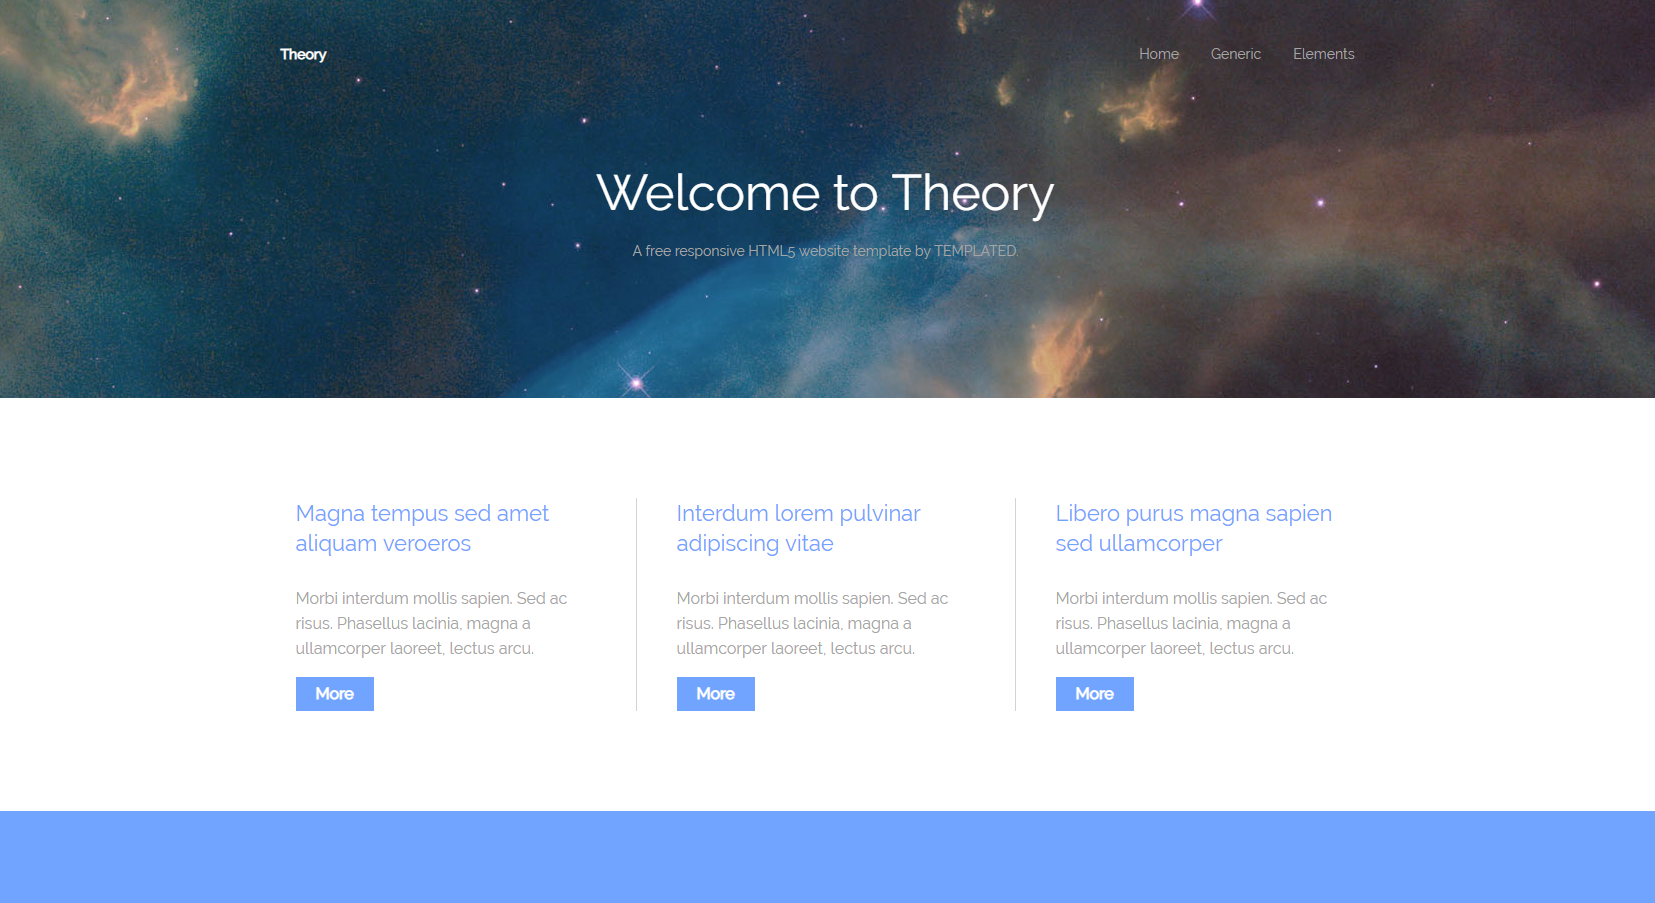 Theory
Home Generic Elements
Welcome to Theory
A free responsive HTML5 website template by TEMPLATED.
Magna tempus sed amet
aliquam veroeros
Morbi interdum mollis sapien. Sed ac
risus. Phasellus lacinia, magna a
ullamcorper laoreet, lectus arcu.
More
Interdum lorem pulvinar
adipiscing vitae
Morbi interdum mollis sapien. Sed ac
risus. Phasellus lacinia, magna a
ullamcorper laoreet, lectus arcu.
More
Libero purus magna sapien
sed ullamcorper
Morbi interdum mollis sapien. Sed ac
risus. Phasellus lacinia, magna a
ullamcorper laoreet, lectus arcu.
More